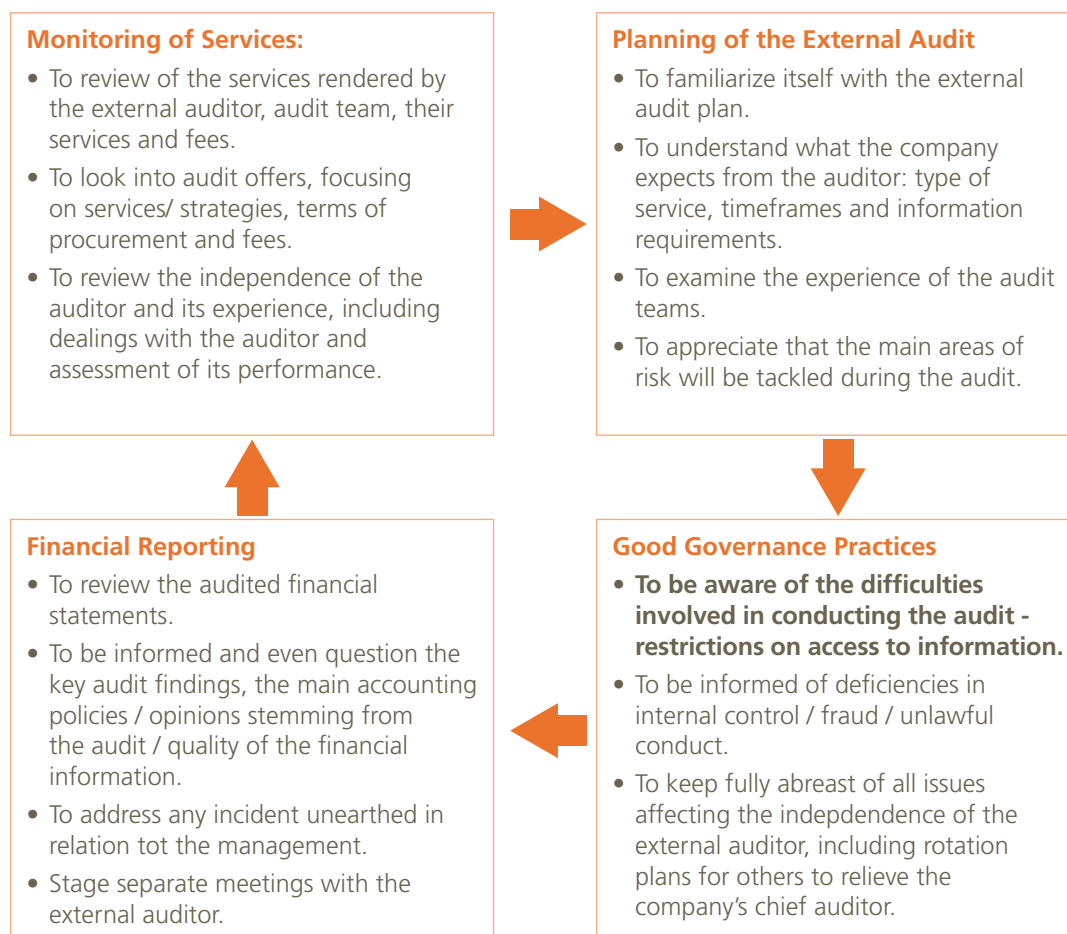 Monitoring of Services:
• To review of the services rendered by
the external auditor, audit team, their
services and fees.
• To look into audit offers, focusing
on services/ strategies, terms of
procurement and fees.
• To review the independence of the
auditor and its experience, including
dealings with the auditor and
assessment of its performance.
Planning of the External Audit
• To familiarize itself with the external
audit plan.
• To understand what the company
expects from the auditor: type of
service, timeframes and information
requirements.
• To examine the experience of the audit
teams.
• To appreciate that the main areas of
risk will be tackled during the audit.
Good Governance Practices
• To be aware of the difficulties
involved in conducting the audit -
restrictions on access to information.
• To be informed of deficiencies in
internal control / fraud / unlawful
conduct.
• To keep fully abreast of all issues
affecting the indepdendence of the
external auditor, including rotation
plans for others to relieve the
company’s chief auditor.
Financial Reporting
• To review the audited financial
statements.
• To be informed and even question the
key audit findings, the main accounting
policies / opinions stemming from
the audit / quality of the financial
information.
• To address any incident unearthed in
relation tot the management.
• Stage separate meetings with the
external auditor.